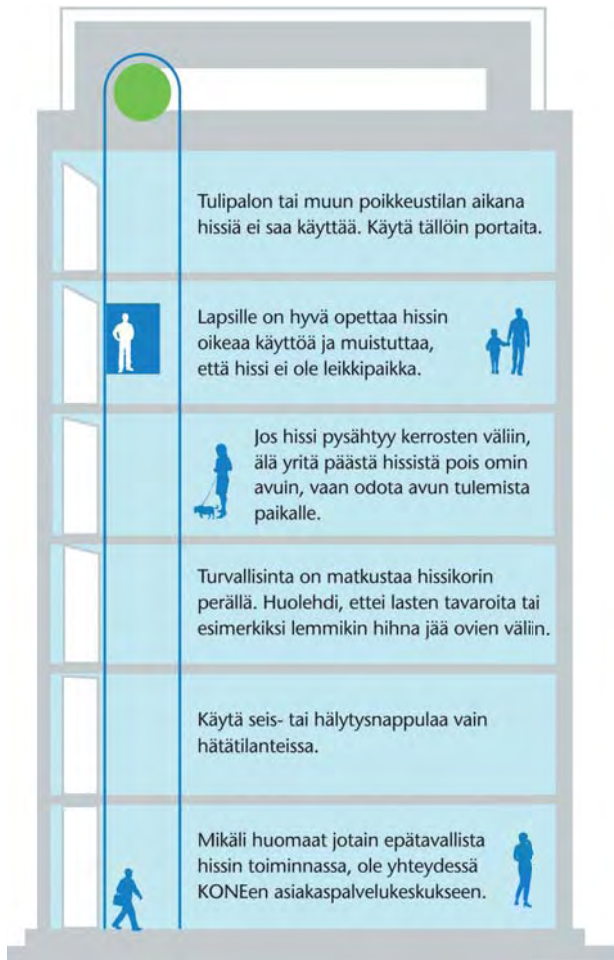 Tulipalon tai muun poikkeustilan aikana
hissiä ei saa käyttää. Käytä tällöin portaita.
Lapsille on hyvä opettaa hissin
oikeaa käyttöä ja muistuttaa,
että hissi ei ole leikkipaikka.
Jos hissi pysähtyy kerrosten väliin,
älä yritä päästä hissistä pois omin
avuin, vaan odota avun tulemista
paikalle.
Turvallisinta on matkustaa hissikorin
perällä. Huolehdi, ettei lasten tavaroita tai
esimerkiksi lemmikin hihna jää ovien väliin.
Käytä seis- tai hälytysnappulaa vain
hätätilanteissa.
Mikäli huomaat jotain epätavallista
hissin toiminnassa, ole yhteydessä
KONEen asiakaspalvelukeskukseen.